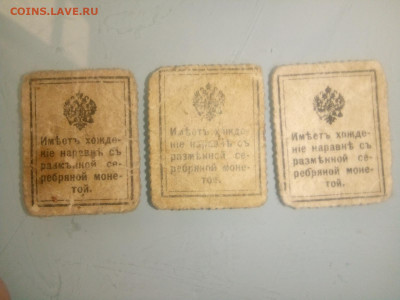 COINS.LAVE.RU
Имѣетъ хожде-
ніе наравнѣ съ
размѣнной се-
ребряной моне-
той.
Имѣетъ хожде-
ніе наравнѣ съ
размѣнной се-
ребряной моне-
той.
Имѣетъ хожде-
ніе наравнѣ съ
размѣнной се-
ребряной моне-
той.